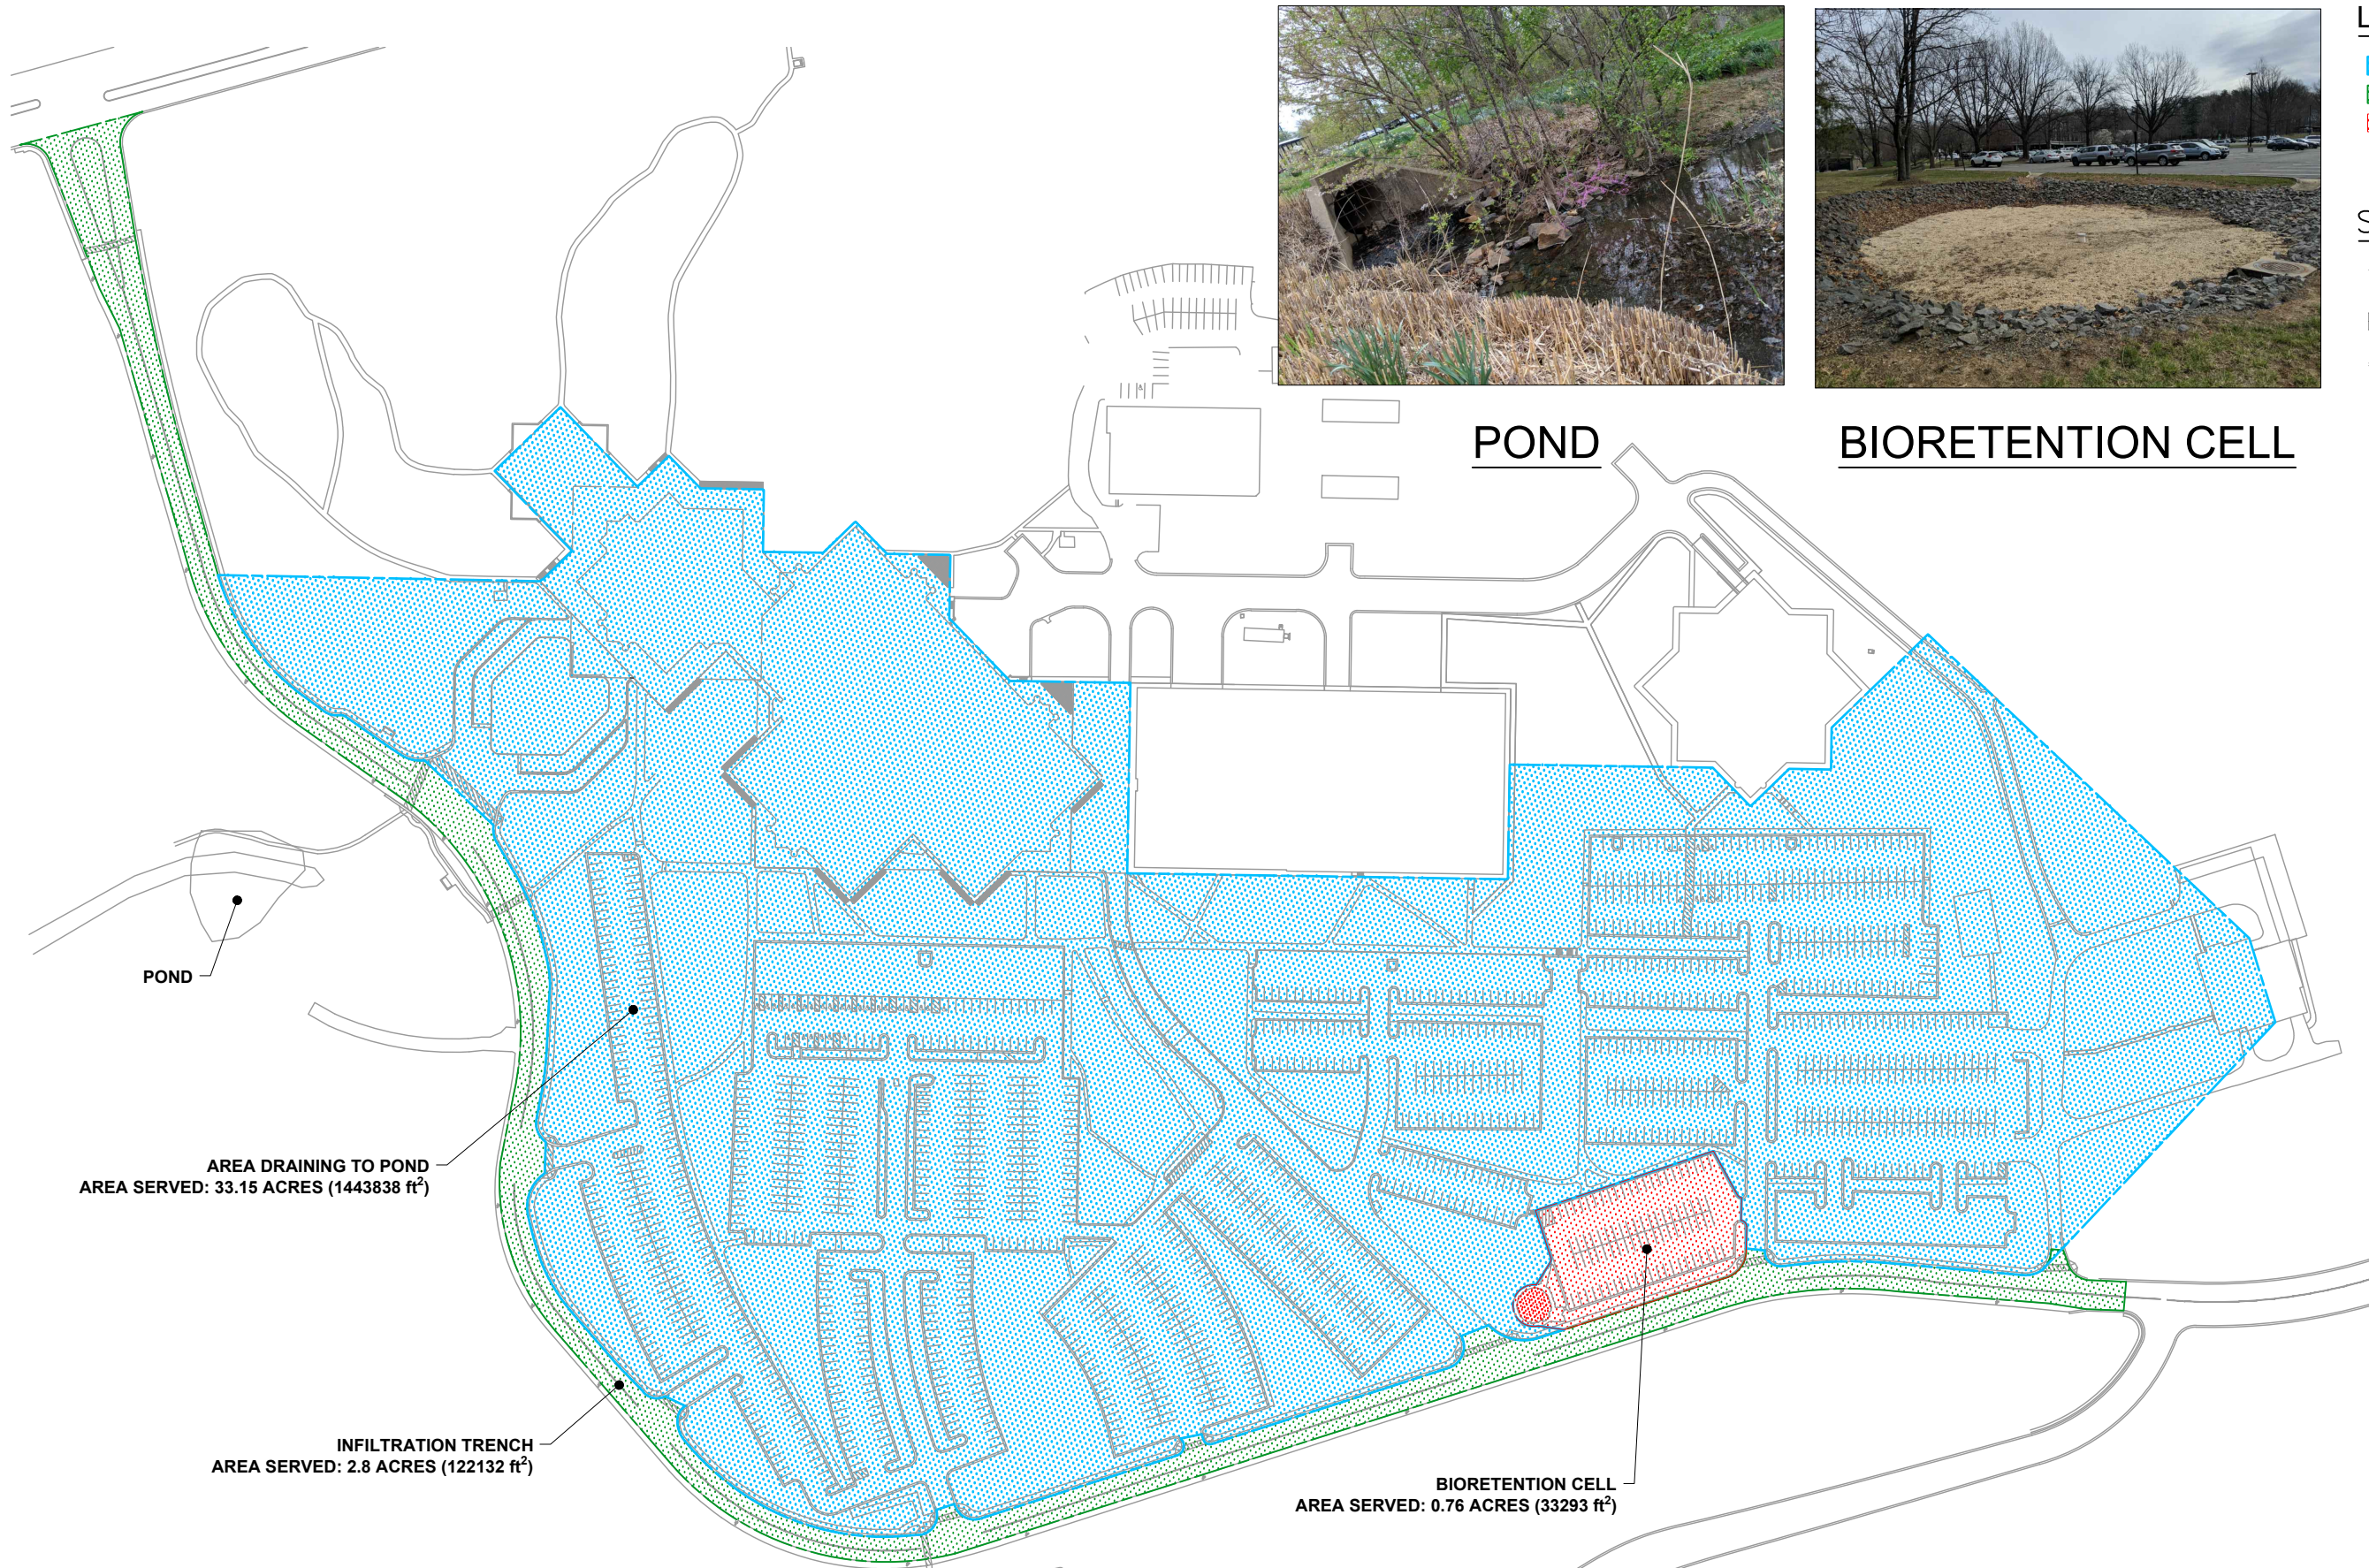 POND
BIORETENTION CELL
POND
AREA DRAINING TO POND
AREA SERVED: 33.15 ACRES (1443838 ft²)
INFILTRATION TRENCH
AREA SERVED: 2.8 ACRES (122132 ft²)
BIORETENTION CELL
AREA SERVED: 0.76 ACRES (33293 ft²)